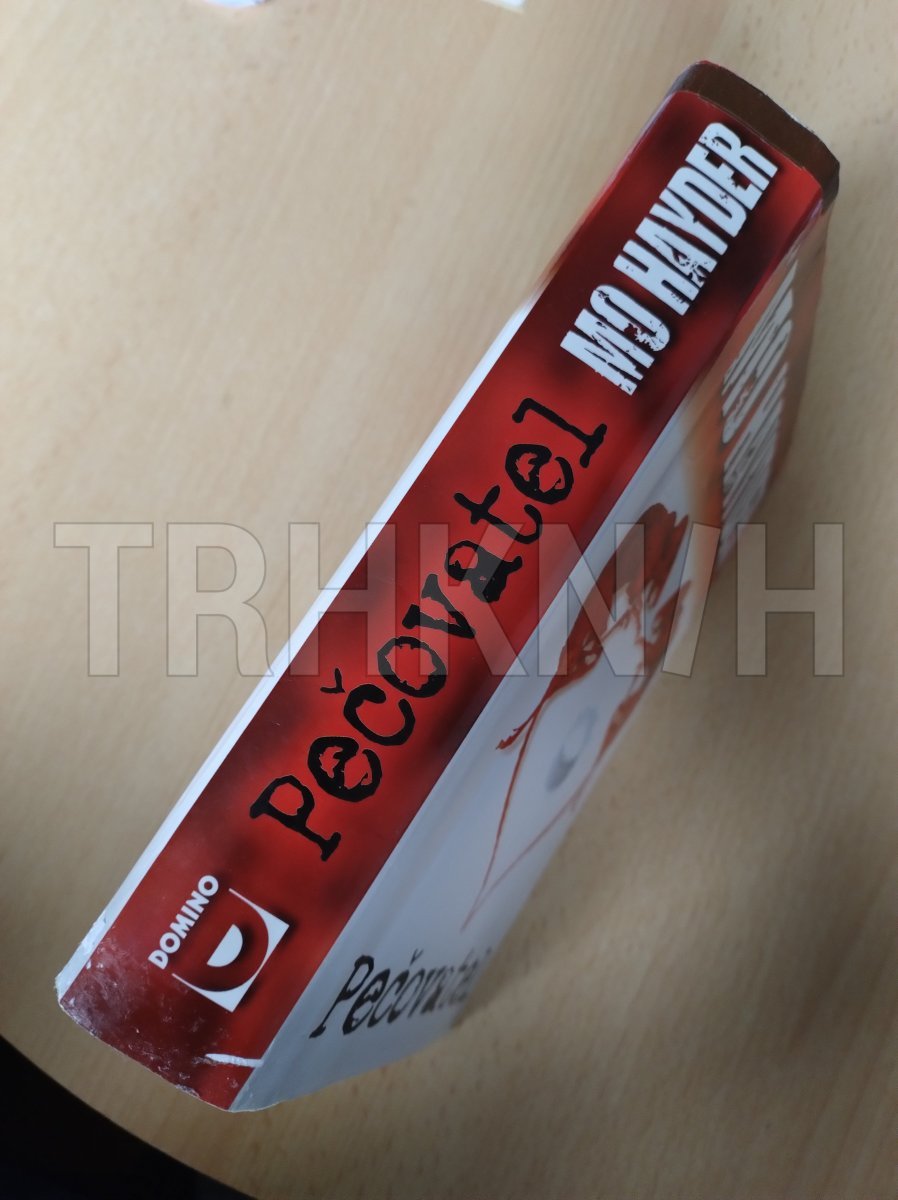 MO HAYDER
Pečovatel
DOMINO
Pečovatel
TRHKNIH